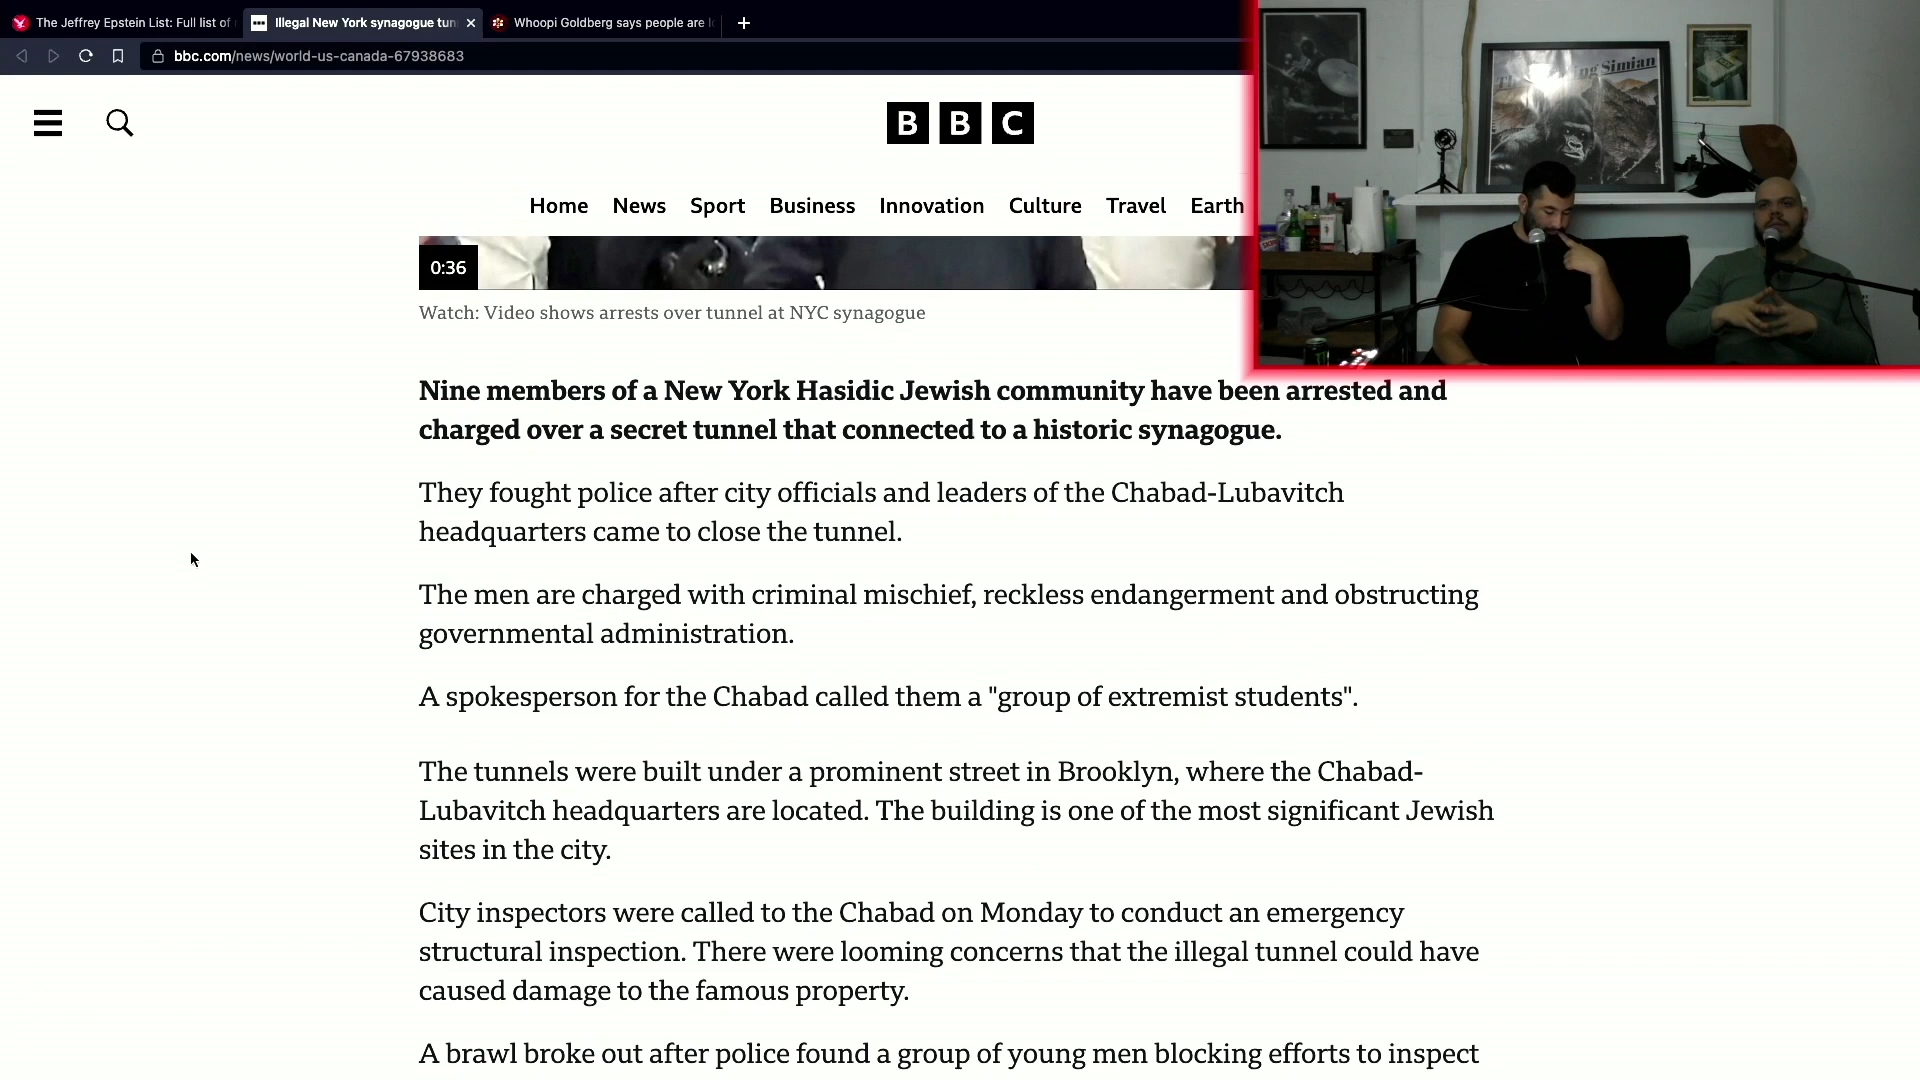 The Jeffrey Epstein List: Full list of
Illegal New York synagogue tun
Whoopi Goldberg says people are l
bbc.com/news/world-us-canada-67938683
BBC
Home News Sport Business Innovation Culture Travel Earth
0:36
Watch: Video shows arrests over tunnel at NYC synagogue
Nine members of a New York Hasidic Jewish community have been arrested and
charged over a secret tunnel that connected to a historic synagogue.
They fought police after city officials and leaders of the Chabad-Lubavitch
headquarters came to close the tunnel.
The men are charged with criminal mischief, reckless endangerment and obstructing
governmental administration.
A spokesperson for the Chabad called them a "group of extremist students".
The tunnels were built under a prominent street in Brooklyn, where the Chabad-
Lubavitch headquarters are located. The building is one of the most significant Jewish
sites in the city.
City inspectors were called to the Chabad on Monday to conduct an emergency
structural inspection. There were looming concerns that the illegal tunnel could have
caused damage to the famous property.
A brawl broke out after police found a group of young men blocking efforts to inspect
Simian